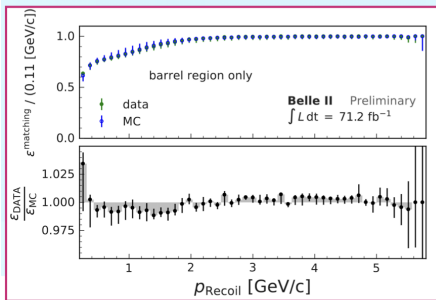 ε^matching / (0.11 [GeV/c])
1.0
0.5
0.0
barrel region only
data
MC
Belle II Preliminary
∫L dt = 71.2 fb⁻¹
ε_DATA
ε_MC
1.025
1.000
0.975
1 2 3 4 5
p_Recoil [GeV/c]